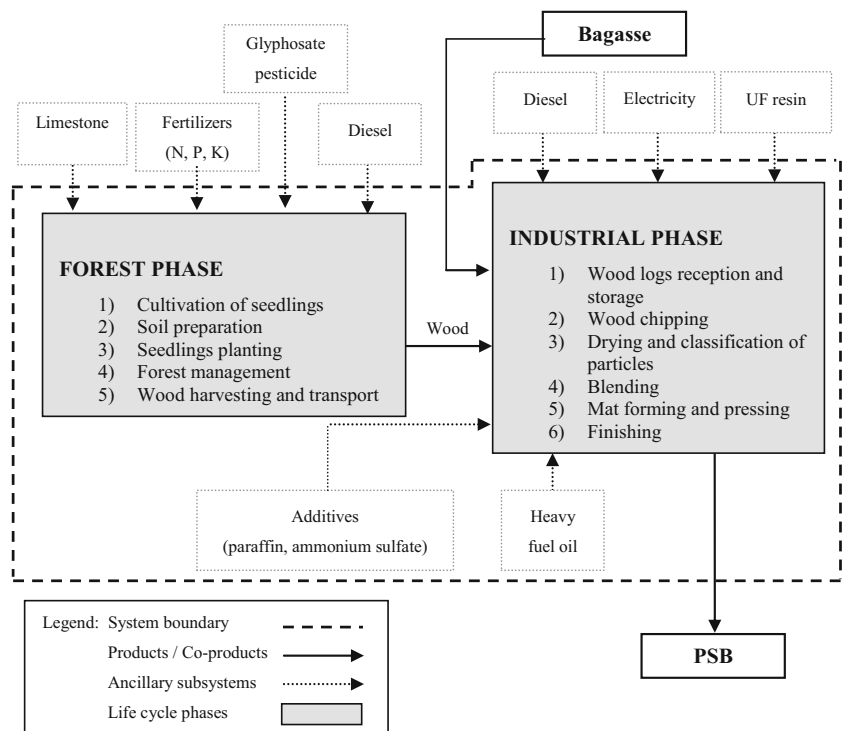 Bagasse
Glyphosate
pesticide
Limestone
Fertilizers
(N, P, K)
Diesel
Diesel
Electricity
UF resin
FOREST PHASE
1) Cultivation of seedlings
2) Soil preparation
3) Seedlings planting
4) Forest management
5) Wood harvesting and transport
Wood
INDUSTRIAL PHASE
1) Wood logs reception and
storage
2) Wood chipping
3) Drying and classification of
particles
4) Blending
5) Mat forming and pressing
6) Finishing
Additives
(paraffin, ammonium sulfate)
Heavy
fuel oil
PSB
Legend: System boundary
Products / Co-products
Ancillary subsystems
Life cycle phases